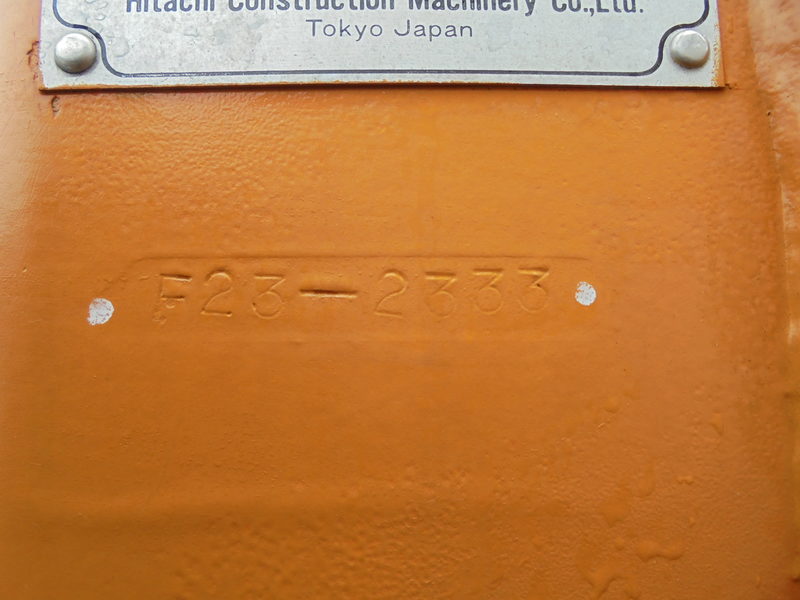 Hitachi Construction Machinery Co.,Ltd.
Tokyo Japan
F23-2333